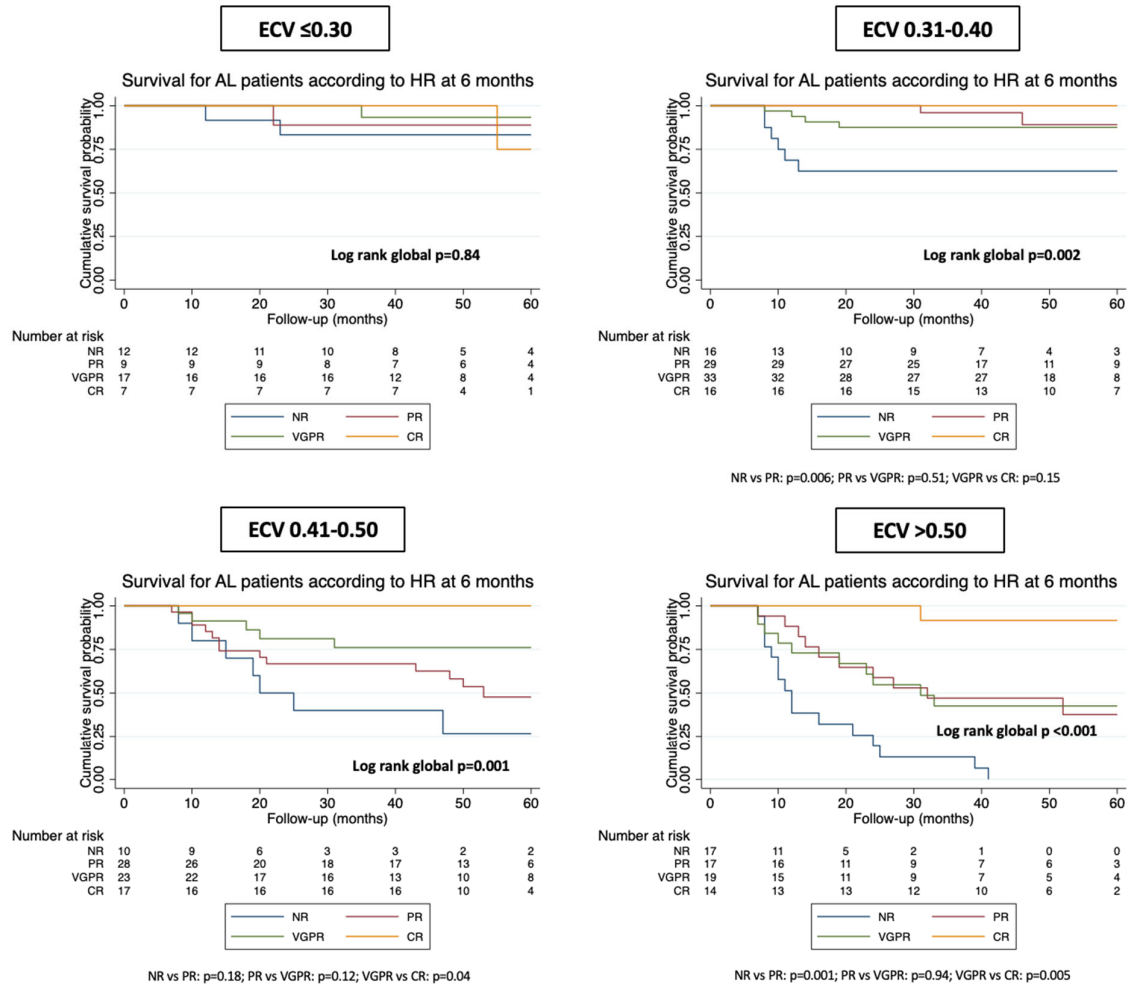 ECV ≤0.30
Survival for AL patients according to HR at 6 months
Cumulative survival probability
1.00
0.75
0.50
0.25
0.00
Log rank global p=0.84
0 10 20 30 40 50 60
Follow-up (months)
Number at risk
NR 12 12 11 10 8 5 4
PR 9 9 9 8 7 6 4
VGPR 17 16 16 16 12 8 4
CR 7 7 7 7 7 4 1
NR PR
VGPR CR
ECV 0.31-0.40
Survival for AL patients according to HR at 6 months
Cumulative survival probability
1.00
0.75
0.50
0.25
0.00
Log rank global p=0.002
0 10 20 30 40 50 60
Follow-up (months)
Number at risk
NR 16 13 10 9 7 4 3
PR 29 29 27 25 17 11 9
VGPR 33 32 28 27 27 18 8
CR 16 16 16 15 13 10 7
NR PR
VGPR CR
NR vs PR: p=0.006; PR vs VGPR: p=0.51; VGPR vs CR: p=0.15
ECV 0.41-0.50
Survival for AL patients according to HR at 6 months
Cumulative survival probability
1.00
0.75
0.50
0.25
0.00
Log rank global p=0.001
0 10 20 30 40 50 60
Follow-up (months)
Number at risk
NR 10 9 6 3 3 2 2
PR 28 26 20 18 17 13 6
VGPR 23 22 17 16 13 10 8
CR 17 16 16 16 16 10 4
NR PR
VGPR CR
NR vs PR: p=0.18; PR vs VGPR: p=0.12; VGPR vs CR: p=0.04
ECV >0.50
Survival for AL patients according to HR at 6 months
Cumulative survival probability
1.00
0.75
0.50
0.25
0.00
Log rank global p <0.001
0 10 20 30 40 50 60
Follow-up (months)
Number at risk
NR 17 11 5 2 1 0 0
PR 17 16 11 9 7 6 3
VGPR 19 15 11 9 7 5 4
CR 14 13 13 12 10 6 2
NR PR
VGPR CR
NR vs PR: p=0.001; PR vs VGPR: p=0.94; VGPR vs CR: p=0.005